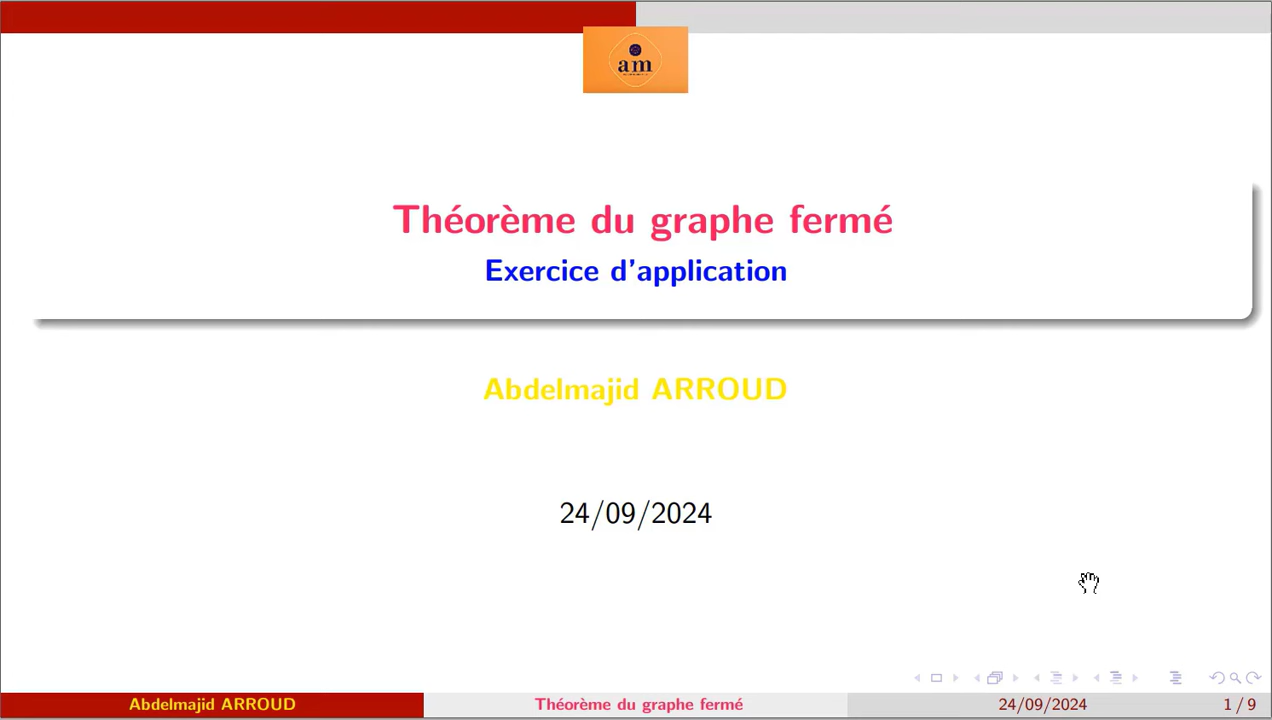 am
Théorème du graphe fermé
Exercice d'application
Abdelmajid ARROUD
24/09/2024
Abdelmajid ARROUD
Théorème du graphe fermé
24/09/2024
1 / 9